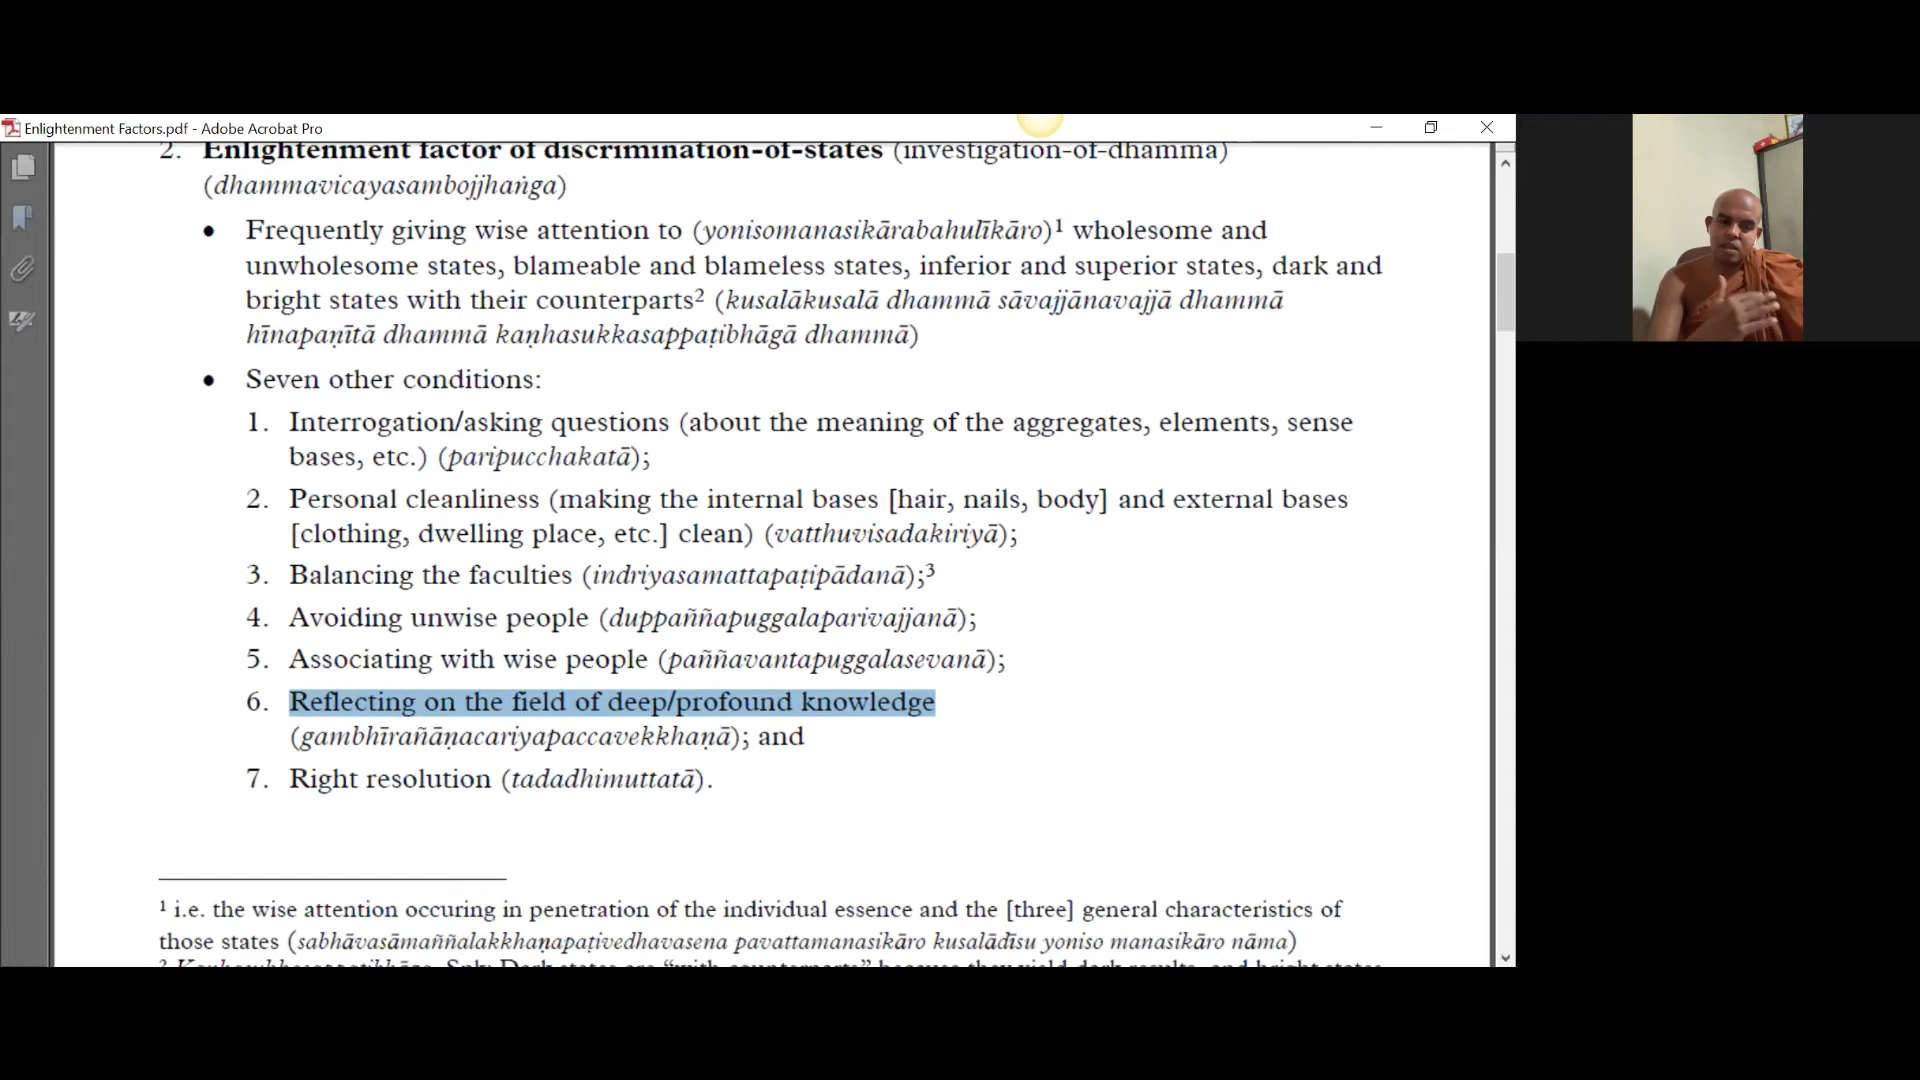 Enlightenment Factors.pdf - Adobe Acrobat Pro
2. Enlightenment factor of discrimination-of-states (investigation-of-dhamma)
(dhammavicayasambojjhaṅga)
• Frequently giving wise attention to (yonisomanasikārabahulīkāro)¹ wholesome and
unwholesome states, blameable and blameless states, inferior and superior states, dark and
bright states with their counterparts² (kusalākusalā dhammā sāvajjānavajjā dhammā
hīnapaṇītā dhammā kaṇhasukkasappaṭibhāgā dhammā)
• Seven other conditions:
1. Interrogation/asking questions (about the meaning of the aggregates, elements, sense
bases, etc.) (paripucchakatā);
2. Personal cleanliness (making the internal bases [hair, nails, body] and external bases
[clothing, dwelling place, etc.] clean) (vatthuvisadakiriyā);
3. Balancing the faculties (indriyasamattapaṭipādanā);³
4. Avoiding unwise people (duppaññapuggalaparivajjanā);
5. Associating with wise people (paññavantapuggalasevanā);
6. Reflecting on the field of deep/profound knowledge
(gambhīrañāṇacariyapaccavekkhaṇā); and
7. Right resolution (tadadhimuttatā).
¹ i.e. the wise attention occuring in penetration of the individual essence and the [three] general characteristics of
those states (sabhāvasāmaññalakkhaṇapaṭivedhavasena pavattamanasikāro kusalādīsu yoniso manasikāro nāma)